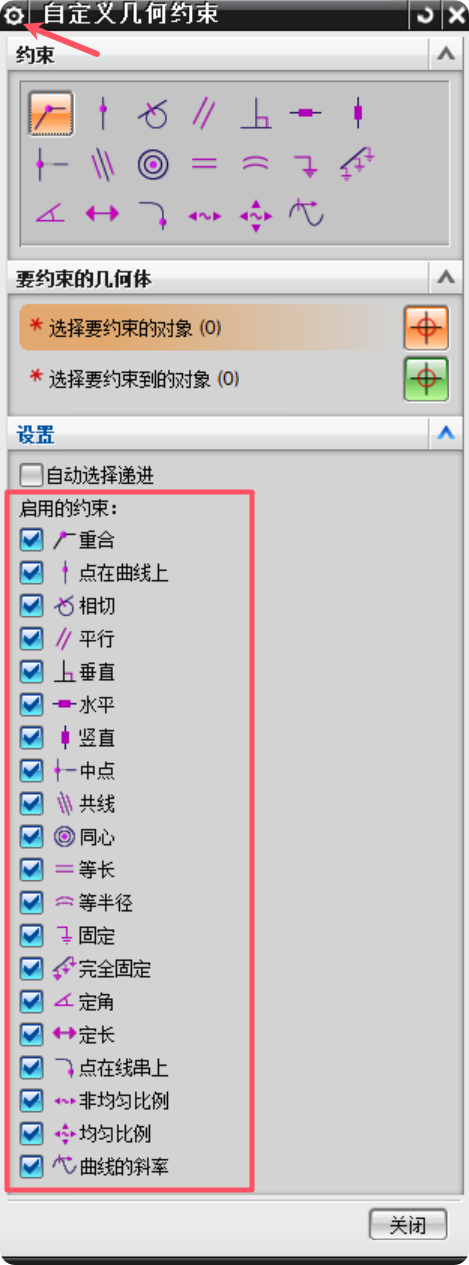 自定义几何约束
约束
要约束的几何体
* 选择要约束的对象 (0)
* 选择要约束到的对象 (0)
设置
自动选择递进
启用的约束:
重合
点在曲线上
相切
平行
垂直
水平
竖直
中点
共线
同心
等长
等半径
固定
完全固定
定角
定长
点在线串上
非均匀比例
均匀比例
曲线的斜率
关闭